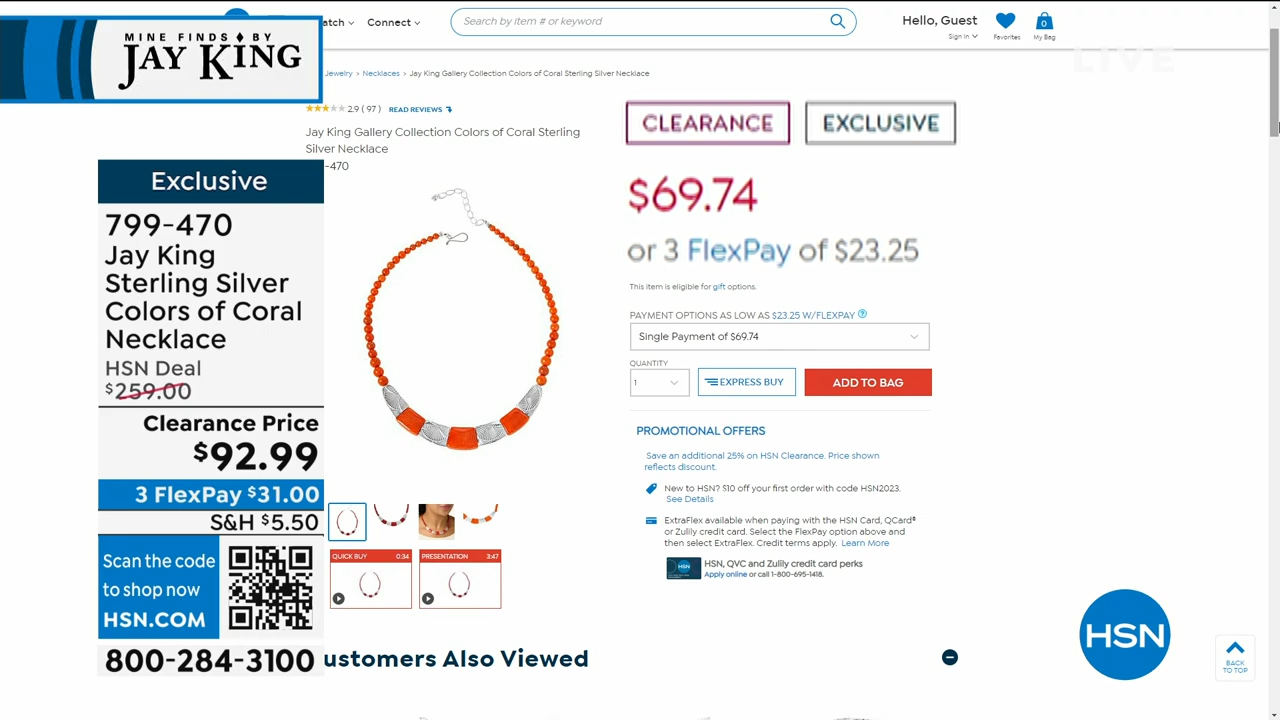 MINE FINDS BY
JAY KING
atch
Connect
Search by item # or keyword
Hello, Guest
Sign In
Favorites
0
My Bag
LIVE
Jewelry > Necklaces > Jay King Gallery Collection Colors of Coral Sterling Silver Necklace
2.9 (97) READ REVIEWS
Jay King Gallery Collection Colors of Coral Sterling
Silver Necklace
-470
CLEARANCE
EXCLUSIVE
$69.74
or 3 FlexPay of $23.25
This item is eligible for gift options.
PAYMENT OPTIONS AS LOW AS $23.25 W/FLEXPAY
Single Payment of $69.74
QUANTITY
1
EXPRESS BUY
ADD TO BAG
PROMOTIONAL OFFERS
Save an additional 25% on HSN Clearance. Price shown
reflects discount.
New to HSN? $10 off your first order with code HSN2023.
See Details
ExtraFlex available when paying with the HSN Card, QCard®
or Zulily credit card. Select the FlexPay option above and
then select ExtraFlex. Credit terms apply. Learn More
HSN, QVC and Zulily credit card perks
Apply online or call 1-800-695-1418.
Exclusive
799-470
Jay King
Sterling Silver
Colors of Coral
Necklace
HSN Deal
$259.00
Clearance Price
$92.99
3 FlexPay $31.00
S&H $5.50
Scan the code
to shop now
HSN.COM
800-284-3100
QUICK BUY 0:34
PRESENTATION 3:47
ustomers Also Viewed
HSN
BACK
TO TOP